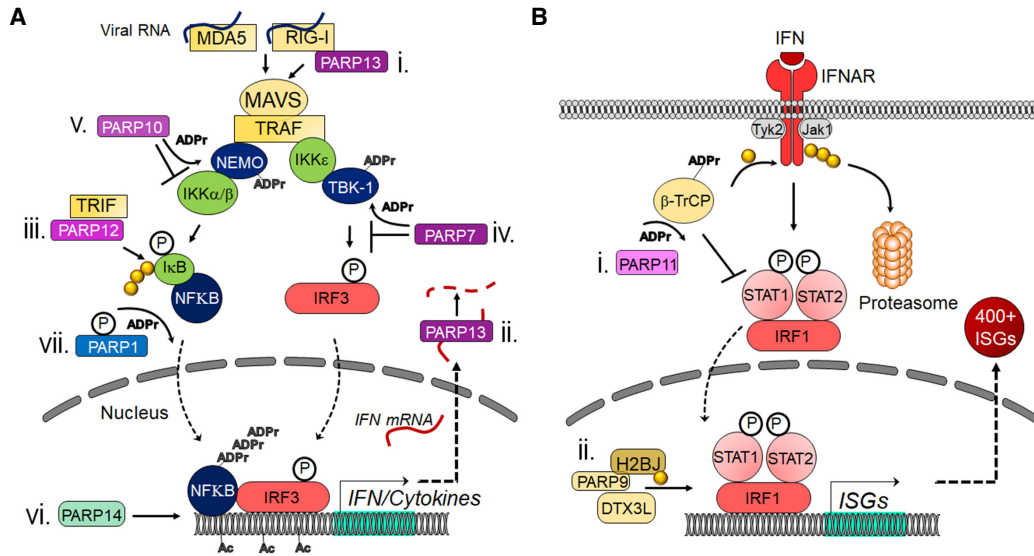 A
Viral RNA
MDA5
RIG-I
PARP13
i.
MAVS
TRAF
v.
PARP10
ADPr
NEMO
ADPr
IKKε
ADPr
TBK-1
IKKα/β
TRIF
iii.
PARP12
ADPr
PARP7
iv.
P
IκB
NFKB
P
IRF3
P
ADPr
vii.
PARP1
PARP13
ii.
Nucleus
IFN mRNA
ADPr
ADPr
ADPr
NFKB
P
IRF3
IFN/Cytokines
vi.
PARP14
Ac
Ac
Ac
B
IFN
IFNAR
Tyk2
Jak1
ADPr
β-TrCP
ADPr
i.
PARP11
P
P
STAT1
STAT2
IRF1
Proteasome
400+
ISGs
P
P
STAT1
STAT2
IRF1
ii.
H2BJ
PARP9
DTX3L
ISGs